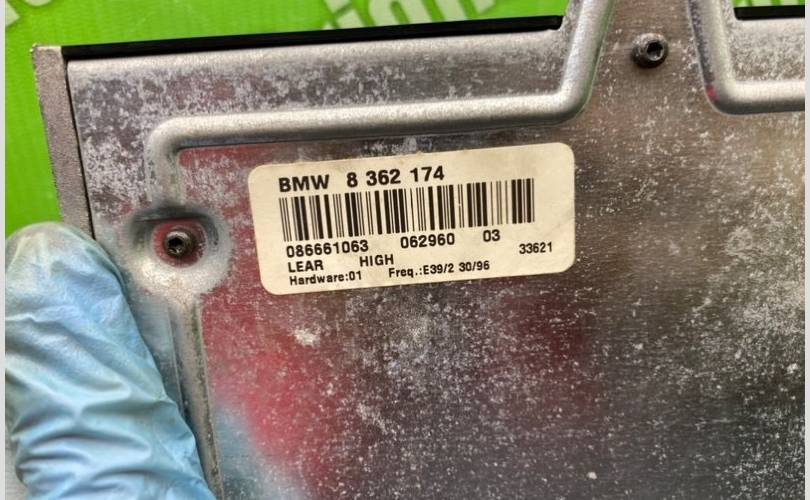 BMW 8 362 174
086661063 062960 03
LEAR HIGH 33621
Hardware:01 Freq.:E39/2 30/96